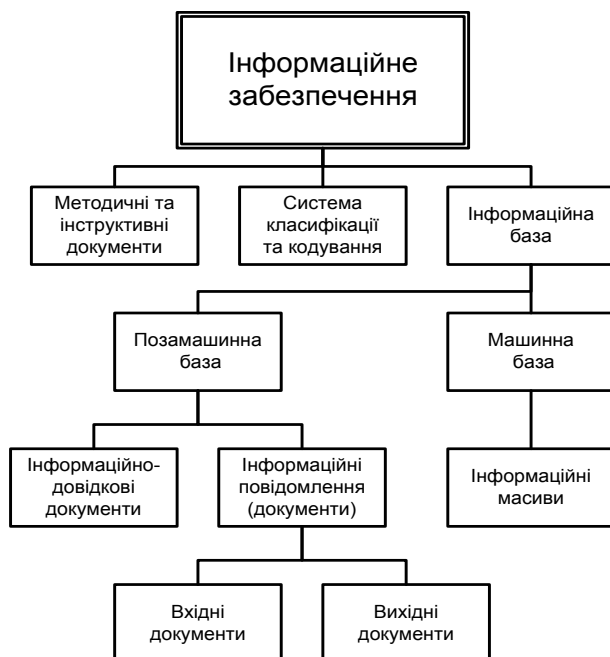 Інформаційне
забезпечення
Методичні та
інструктивні
документи
Система
класифікації
та кодування
Інформаційна
база
Позамашинна
база
Машинна
база
Інформаційно-
довідкові
документи
Інформаційні
повідомлення
(документи)
Інформаційні
масиви
Вхідні
документи
Вихідні
документи